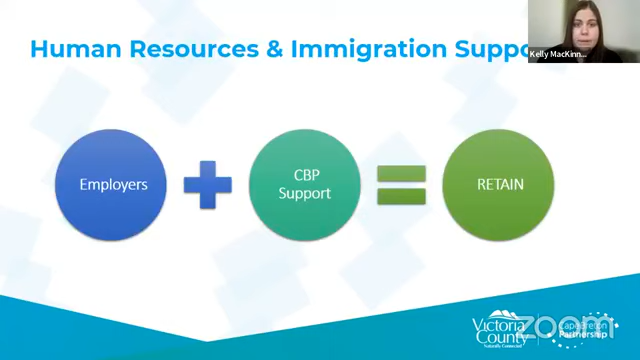 Human Resources & Immigration Suppo
Kelly MacKinn...
Employers
CBP
Support
RETAIN
Victoria
County
Naturally Connected
Cape Breton
Partnership
zoom